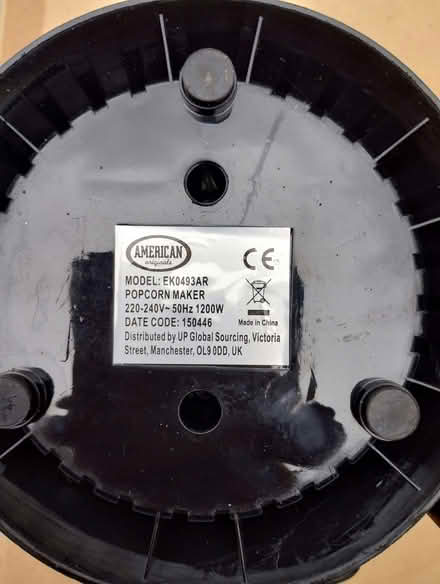 AMERICAN
originals
CE
MODEL: EK0493AR
POPCORN MAKER
220-240V~ 50Hz 1200W
DATE CODE: 150446
Made in China
Distributed by UP Global Sourcing, Victoria
Street, Manchester, OL9 0DD, UK